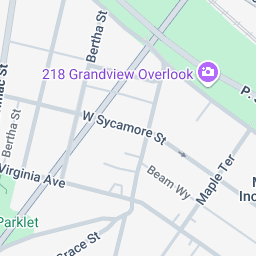 Bertha St
218 Grandview Overlook
P. S
Bertha St
W Sycamore St
Virginia Ave
Beam Wy
Maple Ter
Parklet
Grace St